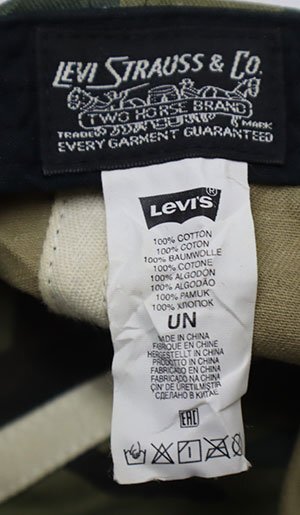 LEVI STRAUSS & CO.
TWO HORSE BRAND
TRADE MARK
EVERY GARMENT GUARANTEED
LEVI'S®
100% COTTON
100% COTON
100% BAUMWOLLE
100% COTONE
100% ALGODÓN
100% ALGODÃO
100% PAMUK
100% ХЛОПОК
UN
MADE IN CHINA
FABRIQUE EN CHINE
HERGESTELLT IN CHINA
PRODOTTO IN CHINA
FABRICADO EN CHINA
FABRICADO NA CHINA
ÇİN DE ÜRETİLMİŞTİR
СДЕЛАНО В КИТАЕ
EAC